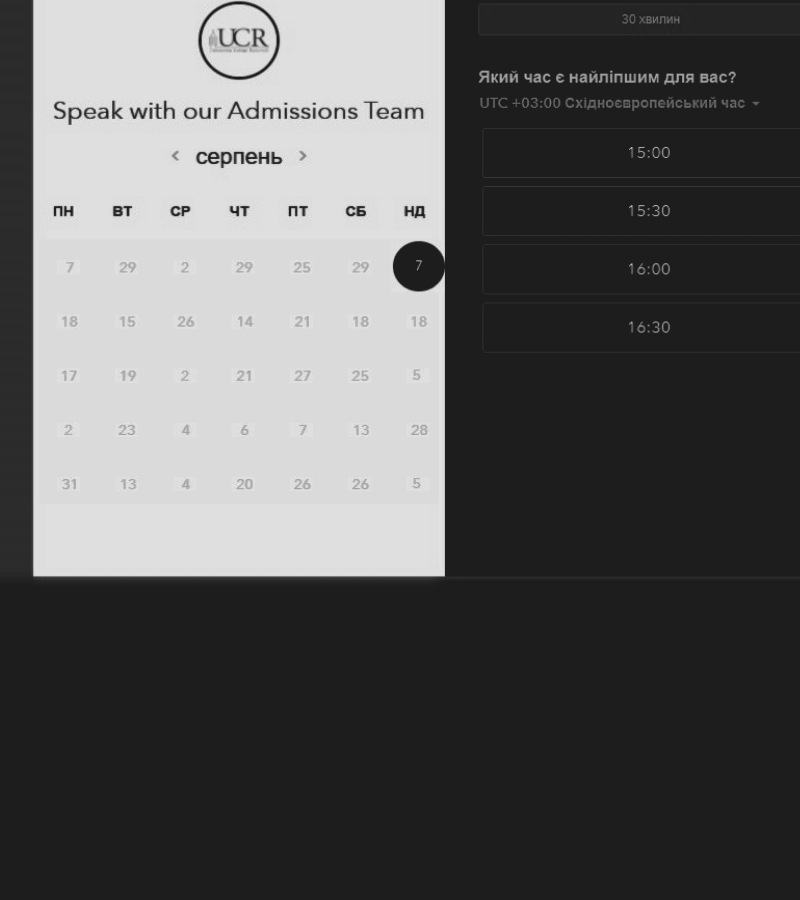 UCR
Speak with our Admissions Team
серпень
ПН ВТ СР ЧТ ПТ СБ НД
7 29 2 29 25 29 7
18 15 26 14 21 18 18
17 19 2 21 27 25 5
2 23 4 6 7 13 28
31 13 4 20 26 26 5
30 хвилин
Який час є найліпшим для вас?
UTC +03:00 Східноєвропейський час
15:00
15:30
16:00
16:30